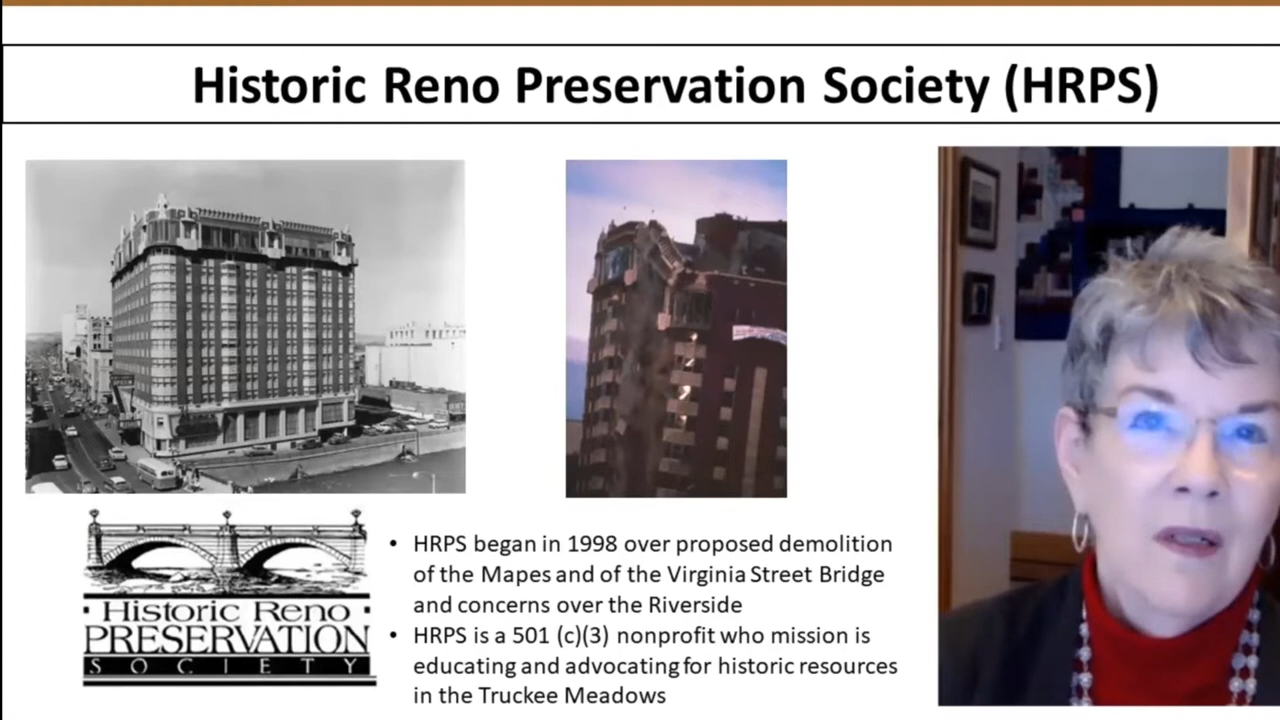 Historic Reno Preservation Society (HRPS)
Historic Reno
PRESERVATION
SOCIETY
• HRPS began in 1998 over proposed demolition
of the Mapes and of the Virginia Street Bridge
and concerns over the Riverside
• HRPS is a 501 (c)(3) nonprofit who mission is
educating and advocating for historic resources
in the Truckee Meadows